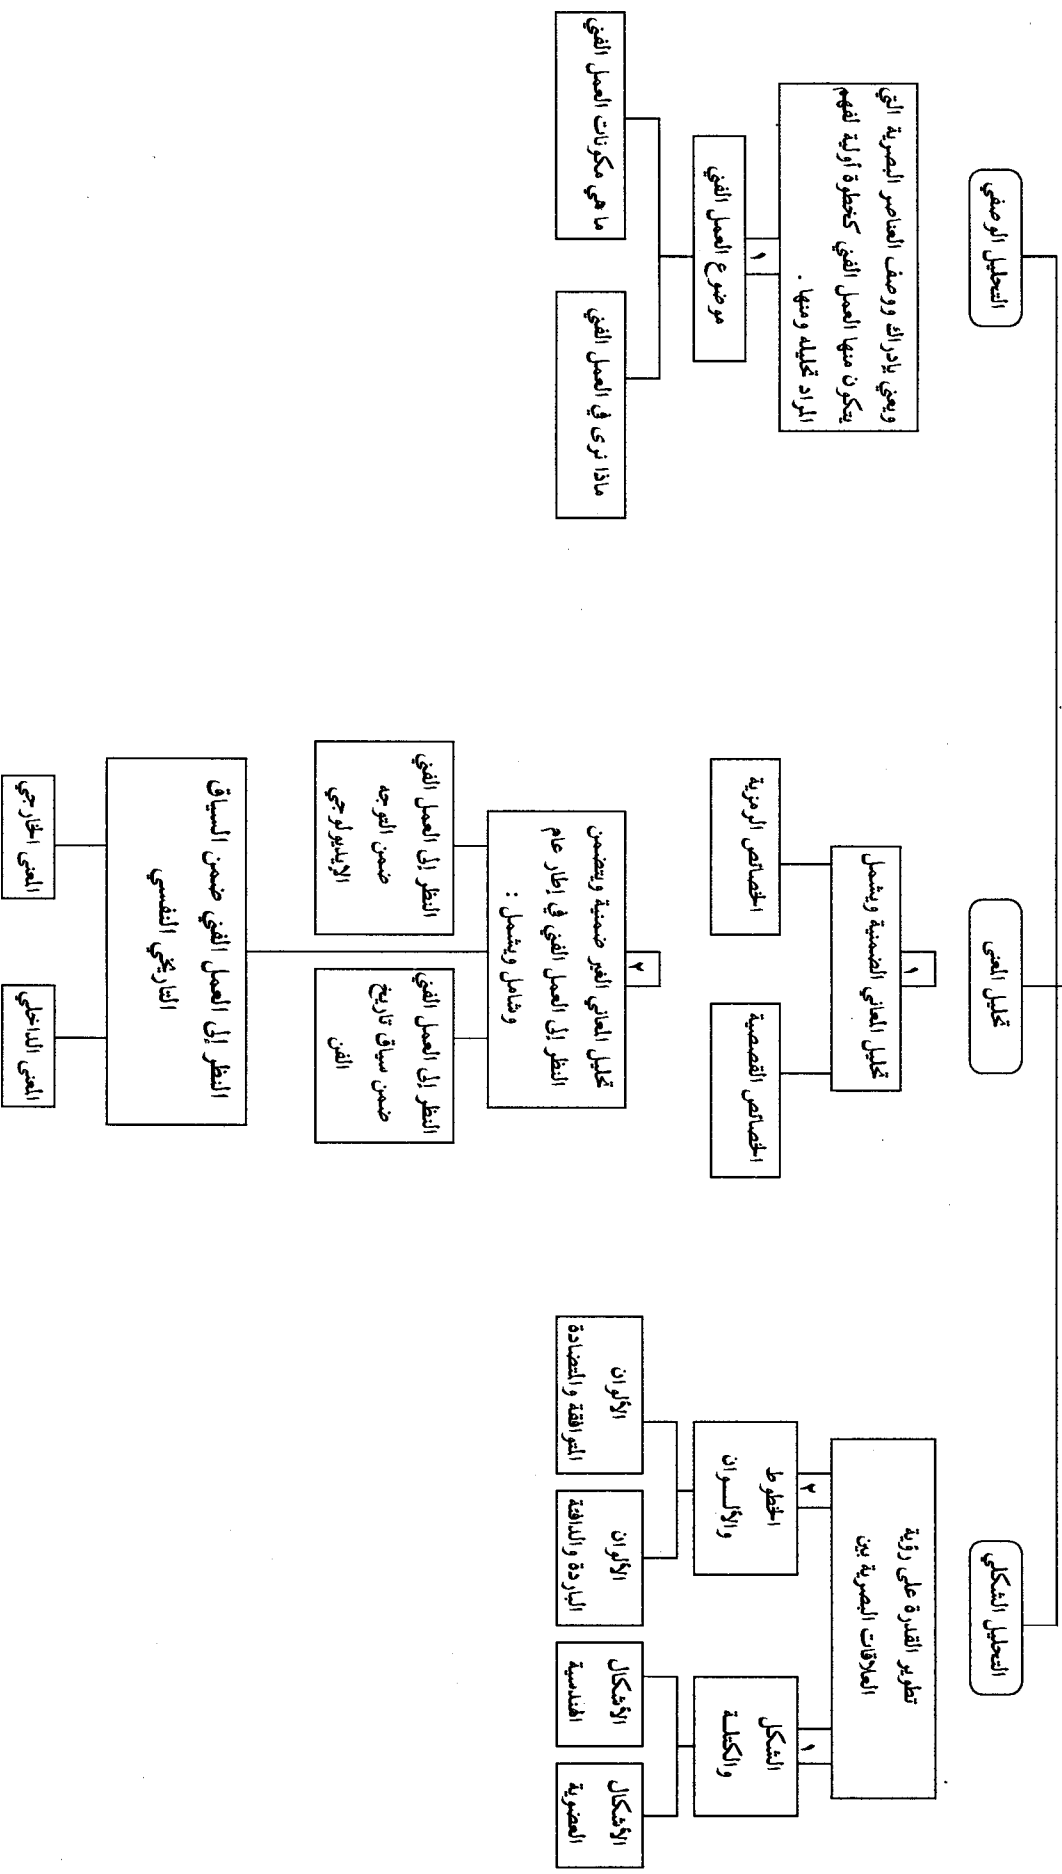 التحليل الشكلي
تطوير القدرة على رؤية
العلاقات البصرية بين
١
الشكل
والكتلـة
الأشكال
العضوية
الأشكال
الهندسية
٢
الخطوط
والألــوان
الألوان
الباردة والدافئة
الألوان
المتوافقة والمتضادة
تحليل المعنى
١
تحليل المعاني الضمنية ويشمل
الخصائص القصصية
الخصائص الرمزية
٢
تحليل المعاني الغير ضمنية ويتضمن
النظر إلى العمل الفني في إطار عام
وشامل ويشمل :
النظر إلى العمل الفني
ضمن سياق تاريخ
الفن
النظر إلى العمل الفني
ضمن التوجه
الإيديولوجي
النظر إلى العمل الفني ضمن السياق
التاريخي النفسي
المعنى الداخلي
المعنى الخارجي
التحليل الوصفي
ويعني بإدراك ووصف العناصر البصرية التي
يتكون منها العمل الفني كخطوة أولية لفهم
المراد تحليله ومنها .
١
موضوع العمل الفني
ماذا نرى في العمل الفني
ما هي مكونات العمل الفني